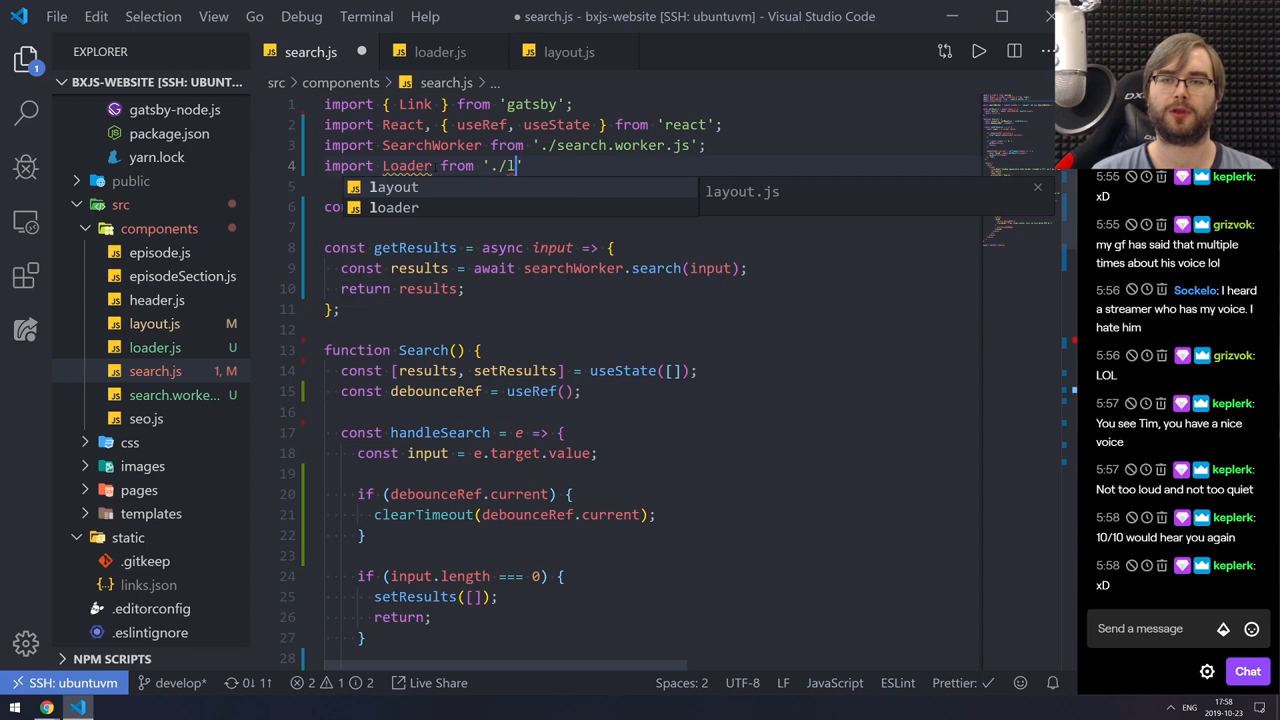 File Edit Selection View Go Debug Terminal Help
● search.js - bxjs-website [SSH: ubuntuvm] - Visual Studio Code
EXPLORER
BXJS-WEBSITE [SSH: UBUNT...
gatsby-node.js
package.json
yarn.lock
public
src
components
episode.js
episodeSection.js
header.js
layout.js M
loader.js U
search.js 1, M
search.worke... U
seo.js
css
images
pages
templates
static
.gitkeep
links.json
.editorconfig
.eslintignore
NPM SCRIPTS
1
JS search.js ●
JS loader.js
JS layout.js
src > components > JS search.js > ...
1 import { Link } from 'gatsby';
2 import React, { useRef, useState } from 'react';
3 import SearchWorker from './search.worker.js';
4 import Loader from './l'
layout
loader
layout.js
5
6 co
7
8 const getResults = async input => {
9 const results = await searchWorker.search(input);
10 return results;
11 };
12
13 function Search() {
14 const [results, setResults] = useState([]);
15 const debounceRef = useRef();
16
17 const handleSearch = e => {
18 const input = e.target.value;
19
20 if (debounceRef.current) {
21 clearTimeout(debounceRef.current);
22 }
23
24 if (input.length === 0) {
25 setResults([]);
26 return;
27 }
28
5:55 keplerk:
xD
5:55 grizvok:
my gf has said that multiple
times about his voice lol
5:56 Sockelo: I heard
a streamer who has my voice. I
hate him
5:56 grizvok:
LOL
5:57 keplerk:
You see Tim, you have a nice
voice
5:57 keplerk:
Not too loud and not too quiet
5:58 keplerk:
10/10 would hear you again
5:58 keplerk:
xD
Send a message
Chat
SSH: ubuntuvm develop* 0↓ 1↑ 2 1 2 Live Share Spaces: 2 UTF-8 LF JavaScript ESLint Prettier: ✓
ENG
17:58
2019-10-23